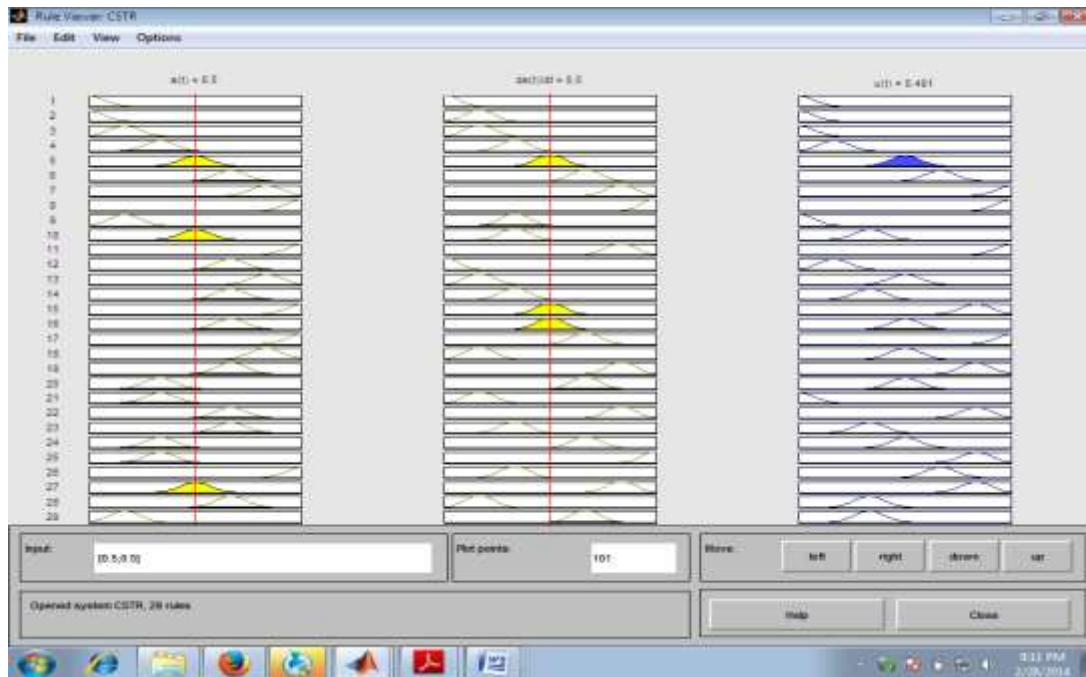 Rule Viewer: CSTR
File Edit View Options
e(t) = 0.5
de(t)/dt = 0.5
u(t) = 0.481
1
2
3
4
5
6
7
8
9
10
11
12
13
14
15
16
17
18
19
20
21
22
23
24
25
26
27
28
29
Input:
[0.5;0.5]
Plot points:
101
Move:
left
right
down
up
Opened system CSTR, 29 rules
Help
Close
9:33 PM